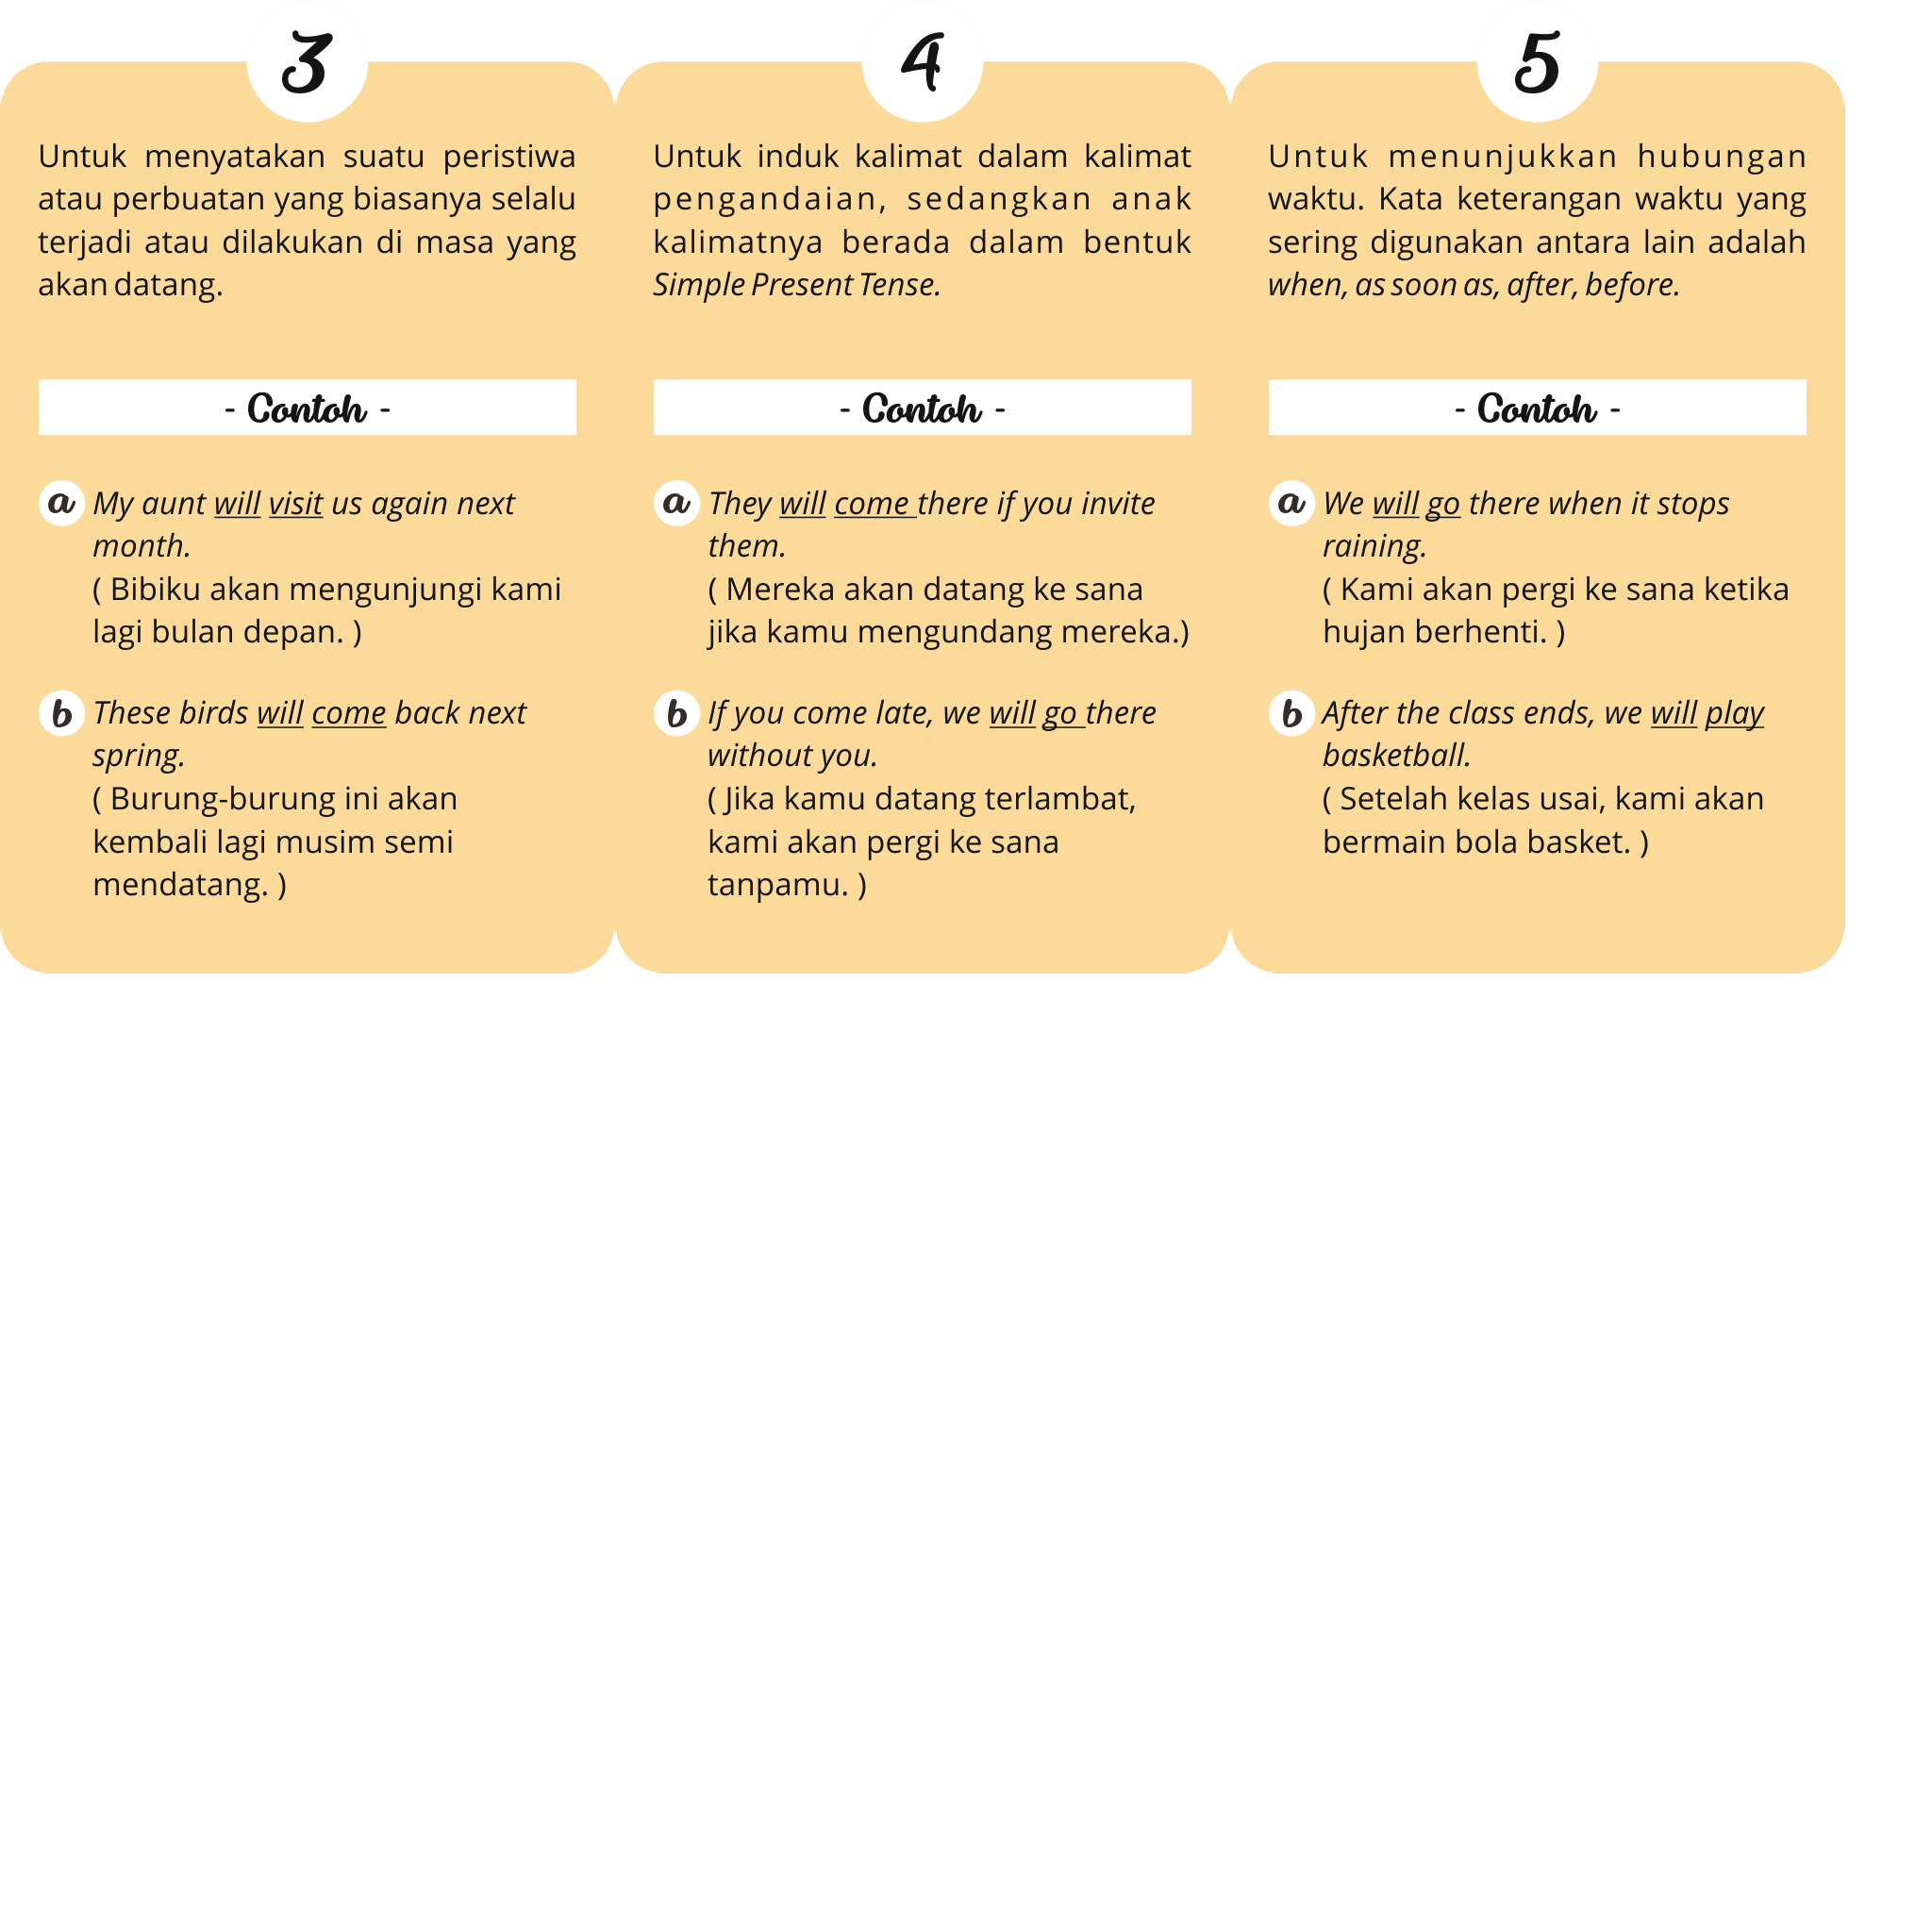 3
Untuk menyatakan suatu peristiwa
atau perbuatan yang biasanya selalu
terjadi atau dilakukan di masa yang
akan datang.
- Contoh -
a My aunt will visit us again next
month.
( Bibiku akan mengunjungi kami
lagi bulan depan. )
b These birds will come back next
spring.
( Burung-burung ini akan
kembali lagi musim semi
mendatang. )
4
Untuk induk kalimat dalam kalimat
pengandaian, sedangkan anak
kalimatnya berada dalam bentuk
Simple Present Tense.
- Contoh -
a They will come there if you invite
them.
( Mereka akan datang ke sana
jika kamu mengundang mereka.)
b If you come late, we will go there
without you.
( Jika kamu datang terlambat,
kami akan pergi ke sana
tanpamu. )
5
Untuk menunjukkan hubungan
waktu. Kata keterangan waktu yang
sering digunakan antara lain adalah
when, as soon as, after, before.
- Contoh -
a We will go there when it stops
raining.
( Kami akan pergi ke sana ketika
hujan berhenti. )
b After the class ends, we will play
basketball.
( Setelah kelas usai, kami akan
bermain bola basket. )